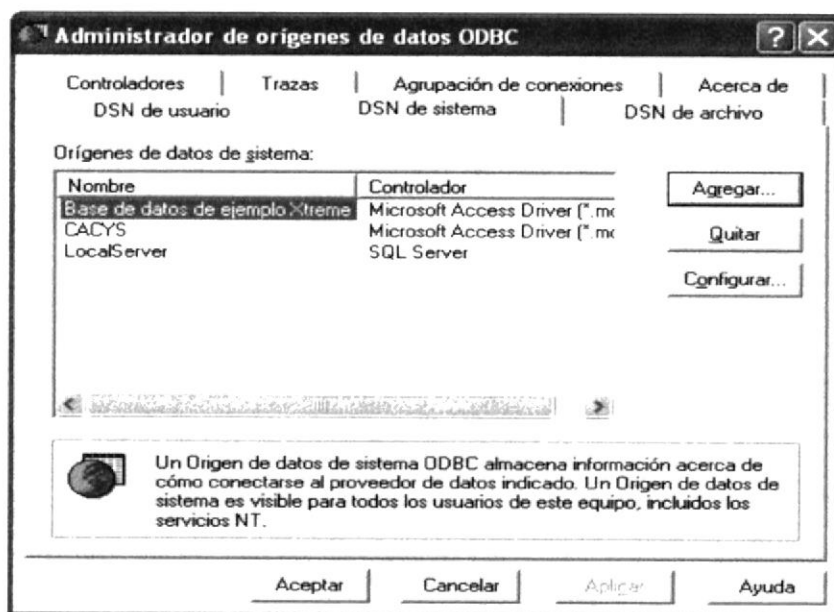 Administrador de orígenes de datos ODBC
Controladores Trazas Agrupación de conexiones Acerca de
DSN de usuario DSN de sistema DSN de archivo
Orígenes de datos de sistema:
Nombre Controlador
Base de datos de ejemplo Xtreme Microsoft Access Driver (*.mc
CACYS Microsoft Access Driver (*.mc
LocalServer SQL Server
Agregar...
Quitar
Configurar...
Un Origen de datos de sistema ODBC almacena información acerca de
cómo conectarse al proveedor de datos indicado. Un Origen de datos de
sistema es visible para todos los usuarios de este equipo, incluidos los
servicios NT.
Aceptar Cancelar Aplicar Ayuda